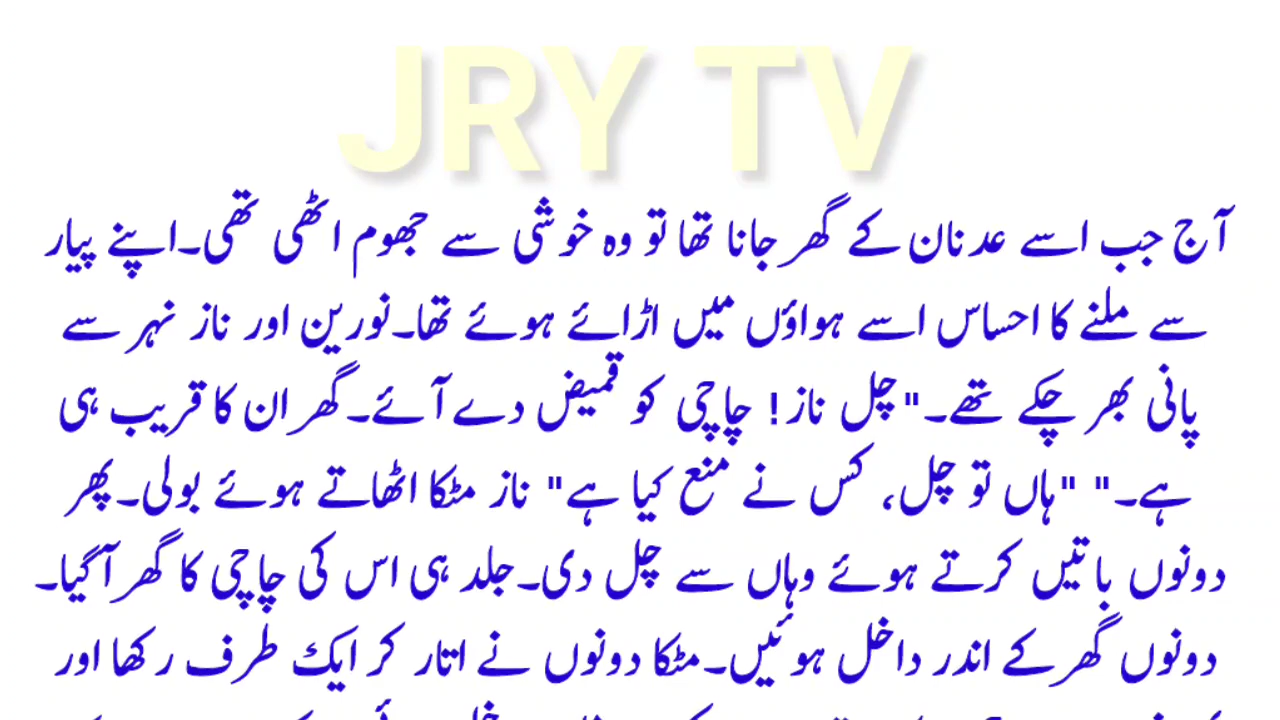 JRY TV
آج جب اسے عدنان کے گھر جانا تھا تو وہ خوشی سے جھوم اٹھی تھی۔اپنے پیار
سے ملنے کا احساس اسے ہواؤں میں اڑائے ہوئے تھا۔نورین اور ناز نہر سے
پانی بھر چکے تھے۔"چل ناز! چاچی کو قمیض دے آئے۔گھر ان کا قریب ہی
ہے۔" "ہاں تو چل، کس نے منع کیا ہے" ناز مٹکا اٹھاتے ہوئے بولی۔پھر
دونوں باتیں کرتے ہوئے وہاں سے چل دی۔جلد ہی اس کی چاچی کا گھر آگیا۔
دونوں گھر کے اندر داخل ہوئیں۔مٹکا دونوں نے اتار کر ایک طرف رکھا اور